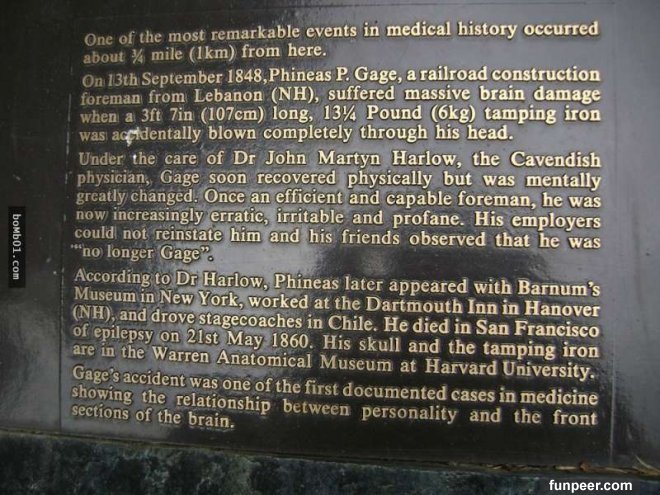 One of the most remarkable events in medical history occurred
about ¾ mile (1km) from here.
On 13th September 1848, Phineas P. Gage, a railroad construction
foreman from Lebanon (NH), suffered massive brain damage
when a 3ft 7in (107cm) long, 13¼ Pound (6kg) tamping iron
was accidentally blown completely through his head.
Under the care of Dr John Martyn Harlow, the Cavendish
physician, Gage soon recovered physically but was mentally
greatly changed. Once an efficient and capable foreman, he was
now increasingly erratic, irritable and profane. His employers
could not reinstate him and his friends observed that he was
"'no longer Gage".
According to Dr Harlow, Phineas later appeared with Barnum's
Museum in New York, worked at the Dartmouth Inn in Hanover
(NH), and drove stagecoaches in Chile. He died in San Francisco
of epilepsy on 21st May 1860. His skull and the tamping iron
are in the Warren Anatomical Museum at Harvard University.
Gage's accident was one of the first documented cases in medicine
showing the relationship between personality and the front
sections of the brain.
boMb01.com
funpeer.com